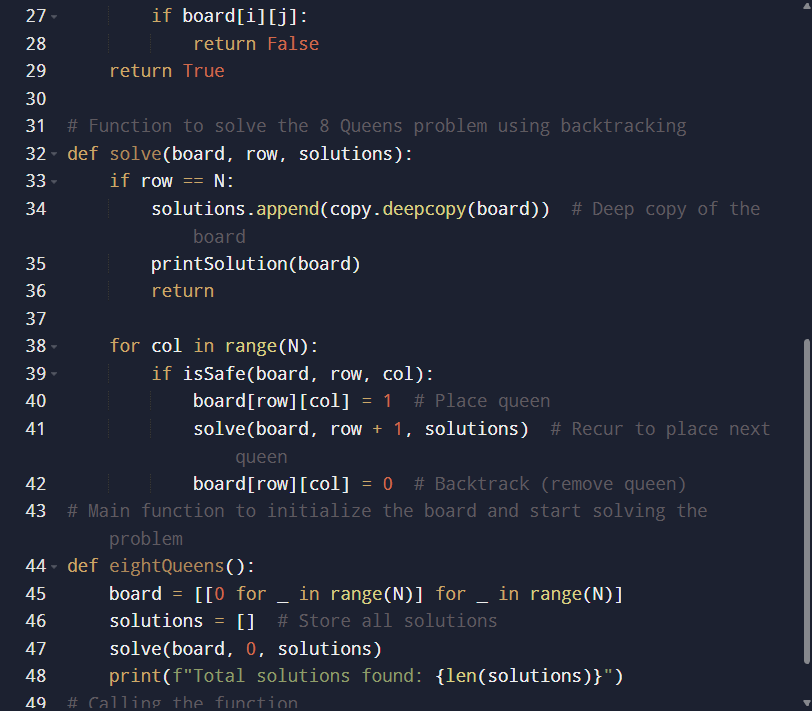 27 if board[i][j]:
28 return False
29 return True
30
31 # Function to solve the 8 Queens problem using backtracking
32 def solve(board, row, solutions):
33 if row == N:
34 solutions.append(copy.deepcopy(board))  # Deep copy of the
board
35 printSolution(board)
36 return
37
38 for col in range(N):
39 if isSafe(board, row, col):
40 board[row][col] = 1  # Place queen
41 solve(board, row + 1, solutions)  # Recur to place next
queen
42 board[row][col] = 0  # Backtrack (remove queen)
43 # Main function to initialize the board and start solving the
problem
44 def eightQueens():
45 board = [[0 for _ in range(N)] for _ in range(N)]
46 solutions = []  # Store all solutions
47 solve(board, 0, solutions)
48 print(f"Total solutions found: {len(solutions)}")
49 # Calling the function